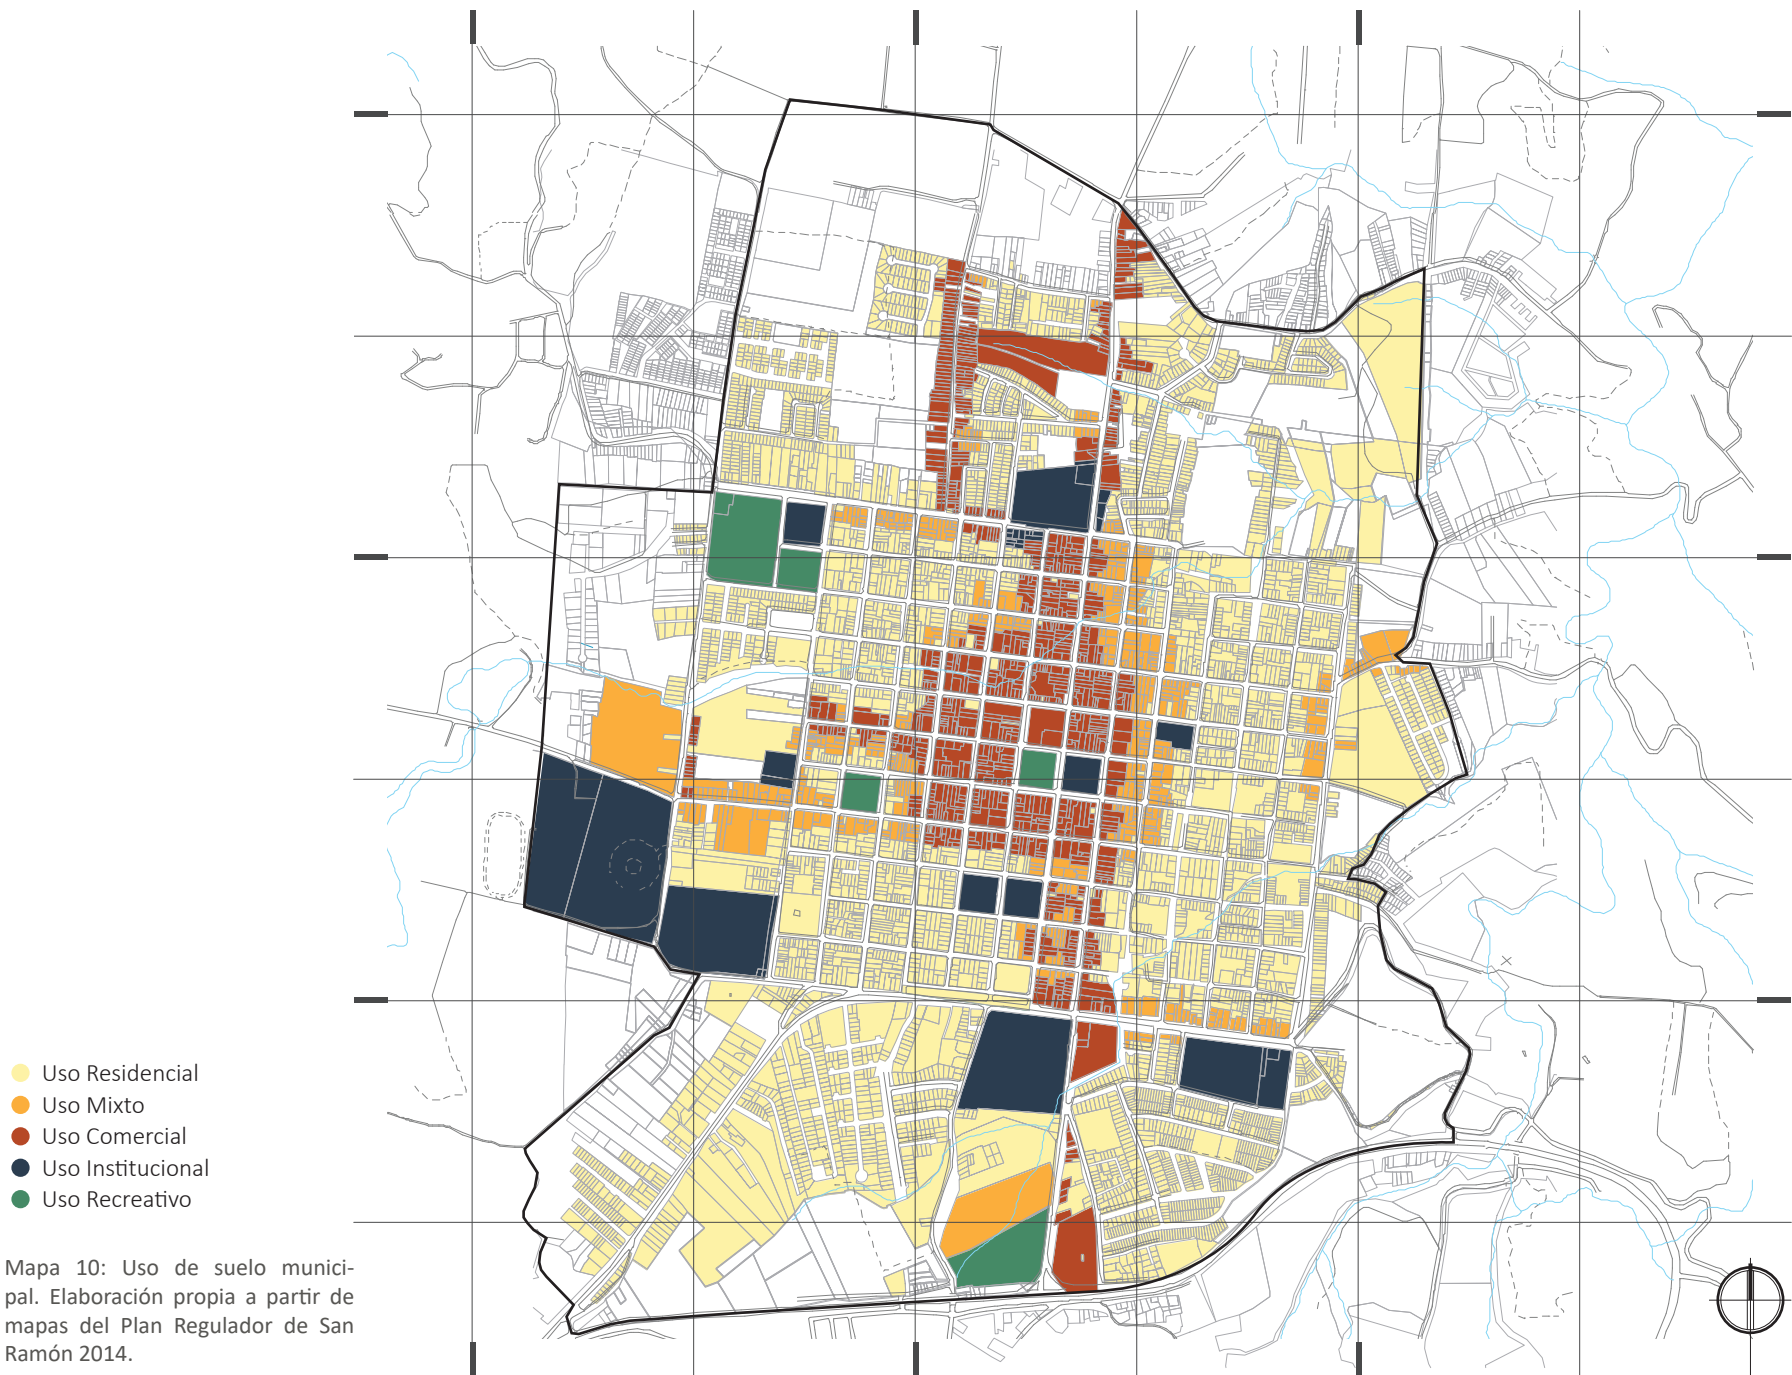 Uso Residencial
Uso Mixto
Uso Comercial
Uso Institucional
Uso Recreativo
Mapa 10: Uso de suelo munici-
pal. Elaboración propia a partir de
mapas del Plan Regulador de San
Ramón 2014.